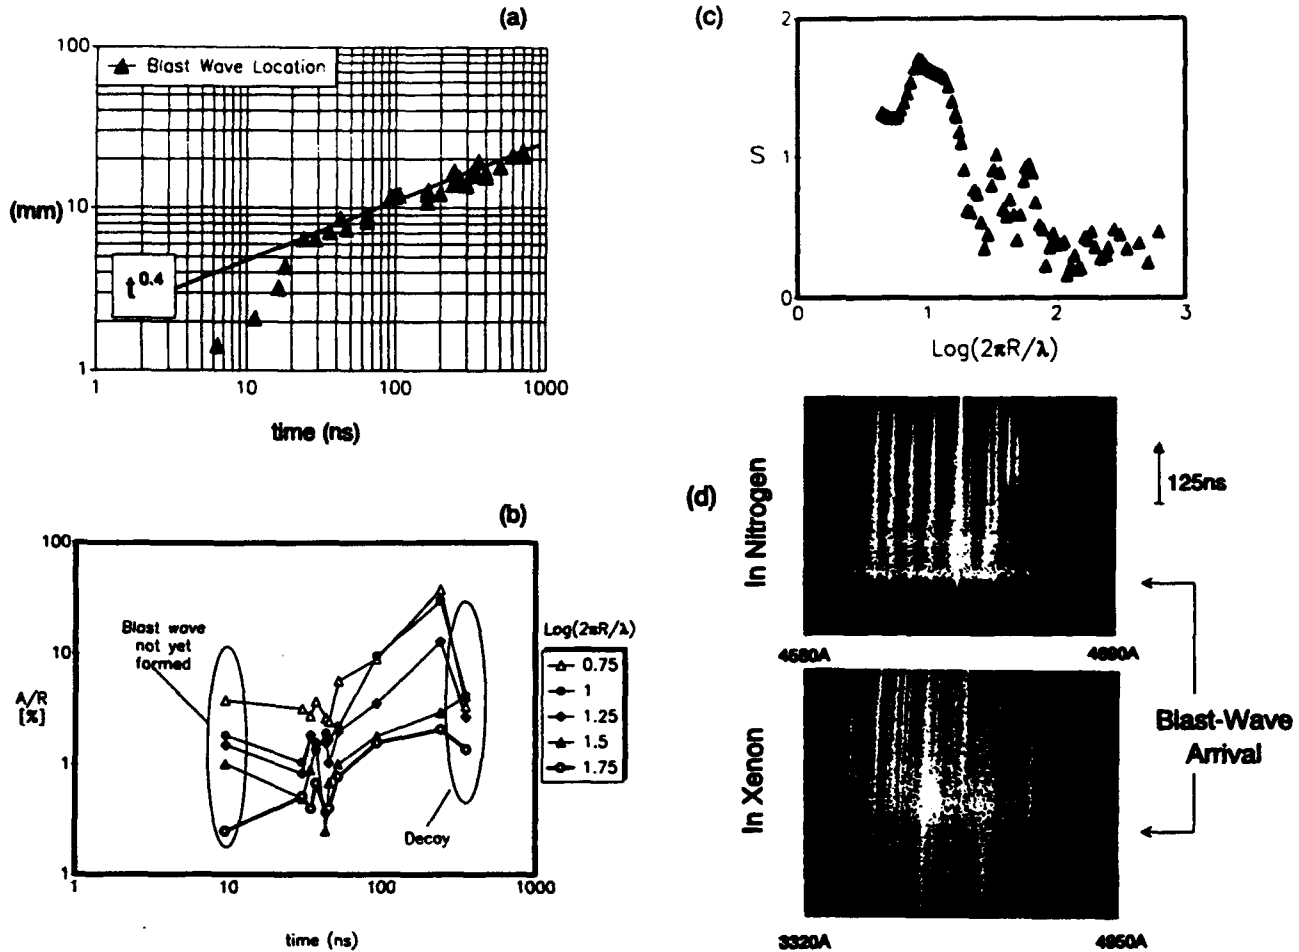 (a)
100
Blast Wave Location
(mm)
10
t^0.4
1
1
10
100
1000
time (ns)
(b)
100
Blast wave
not yet
formed
10
A/R
[%]
1
1
Decay
Log(2πR/λ)
0.75
1
1.25
1.5
1.75
1
10
100
1000
time (ns)
(c)
2
S
1
0
0
1
2
3
Log(2πR/λ)
(d)
In Nitrogen
125ns
4580A
4690A
In Xenon
Blast-Wave
Arrival
3320A
4950A